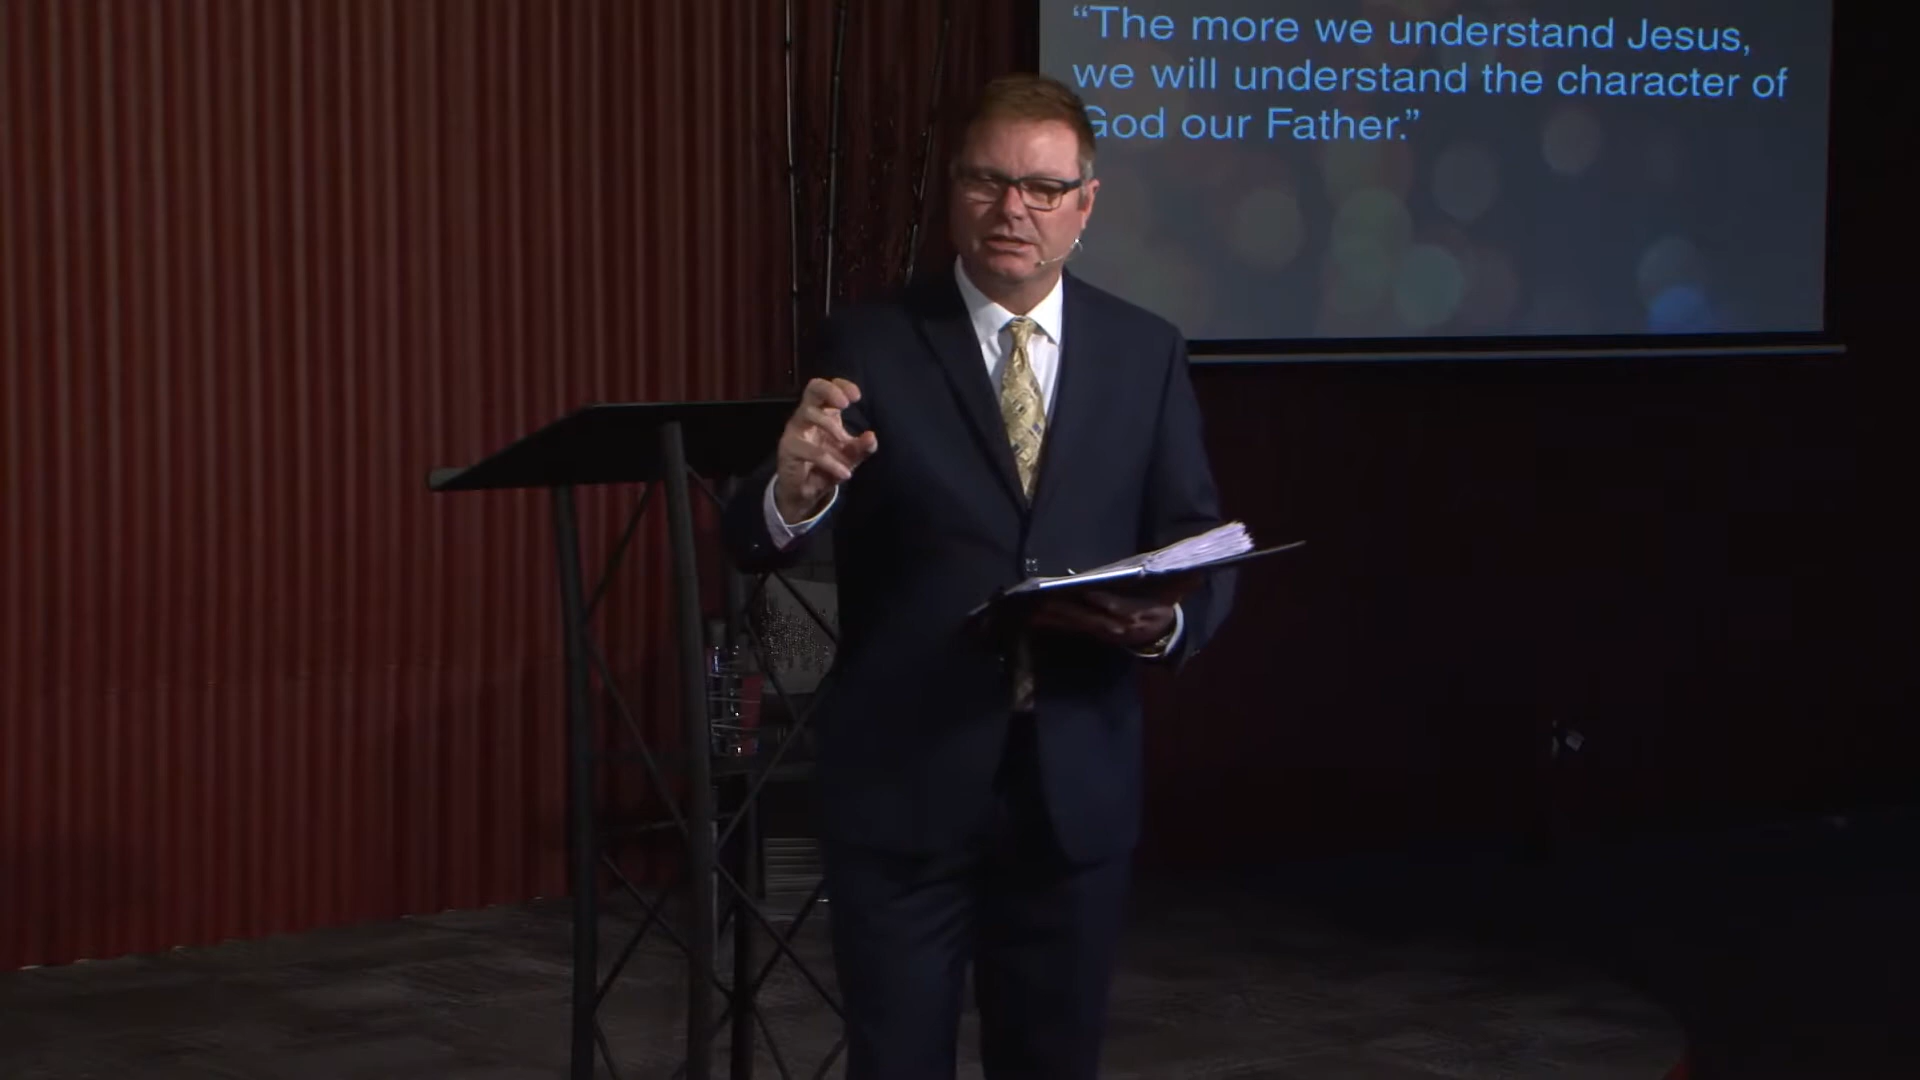 “The more we understand Jesus,
we will understand the character of
God our Father.”